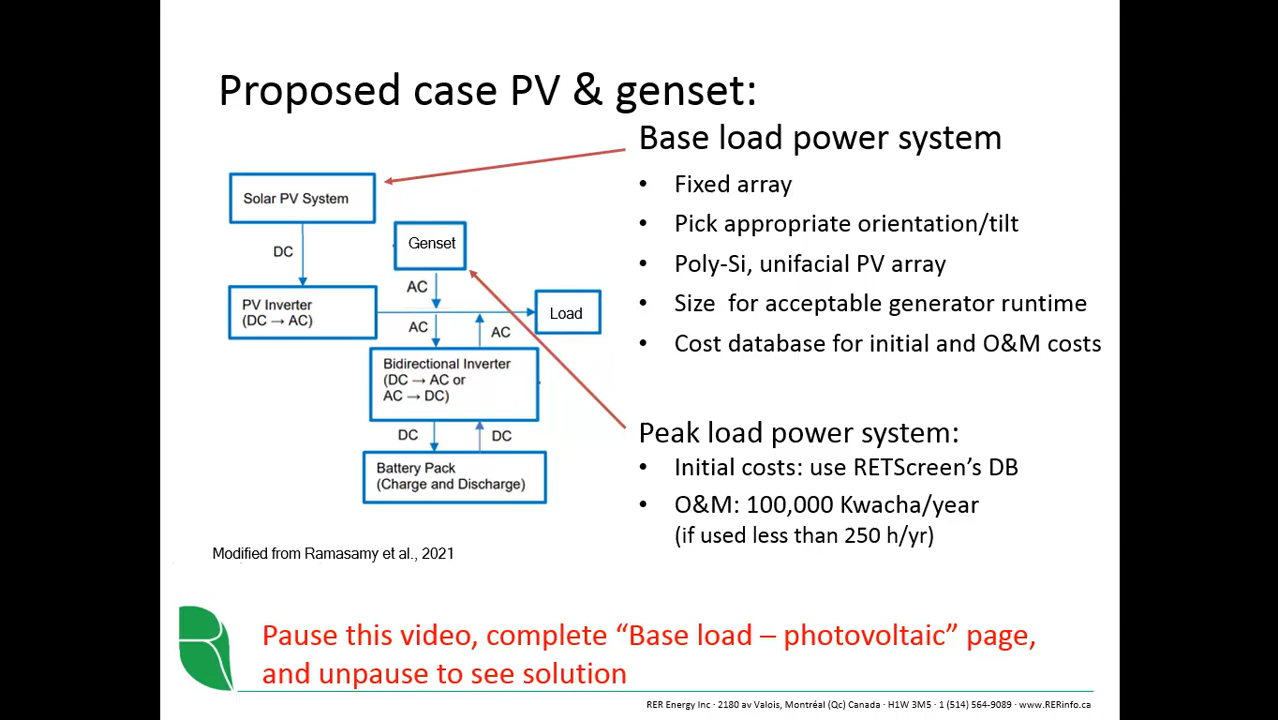 Proposed case PV & genset:
Base load power system
• Fixed array
• Pick appropriate orientation/tilt
• Poly-Si, unifacial PV array
• Size for acceptable generator runtime
• Cost database for initial and O&M costs
Peak load power system:
• Initial costs: use RETScreen’s DB
• O&M: 100,000 Kwacha/year
(if used less than 250 h/yr)
Solar PV System
DC
Genset
AC
PV Inverter
(DC → AC)
Load
AC
AC
Bidirectional Inverter
(DC → AC or
AC → DC)
DC
DC
Battery Pack
(Charge and Discharge)
Modified from Ramasamy et al., 2021
Pause this video, complete “Base load – photovoltaic” page,
and unpause to see solution
RER Energy Inc · 2180 av Valois, Montréal (Qc) Canada · H1W 3M5 · 1 (514) 564-9089 · www.RERinfo.ca